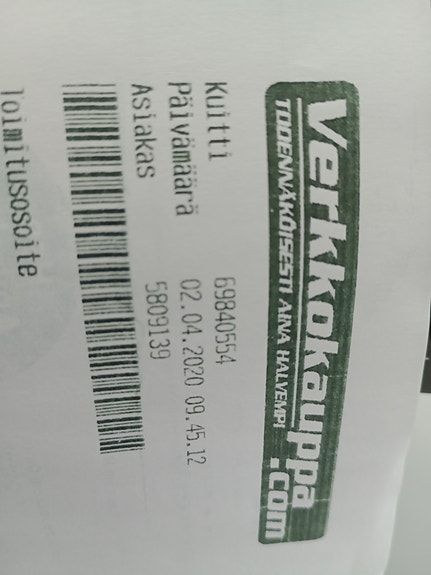 Verkkokauppa.com
TODENNÄKÖISESTI AINA HALVEMPI
Kuitti 69840554
Päivämäärä 02.04.2020 09.45.12
Asiakas 5809139
Toimitusosoite